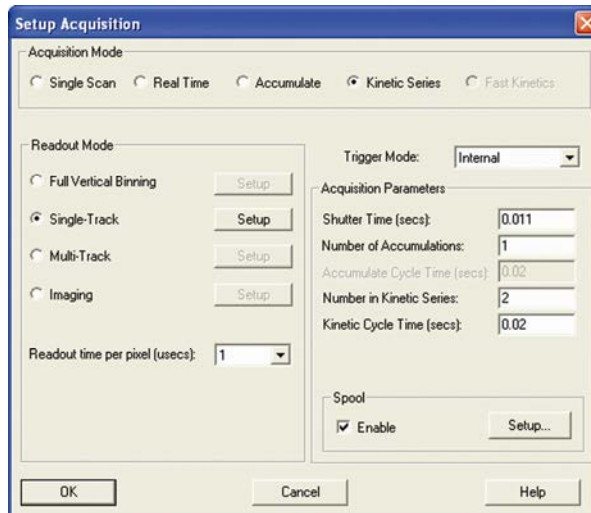 Setup Acquisition
Acquisition Mode
Single Scan Real Time Accumulate Kinetic Series Fast Kinetics
Readout Mode
Full Vertical Binning Setup
Single-Track Setup
Multi-Track Setup
Imaging Setup
Readout time per pixel (usecs): 1
Trigger Mode: Internal
Acquisition Parameters
Shutter Time (secs): 0.011
Number of Accumulations: 1
Accumulate Cycle Time (secs): 0.02
Number in Kinetic Series: 2
Kinetic Cycle Time (secs): 0.02
Spool
Enable Setup...
OK Cancel Help